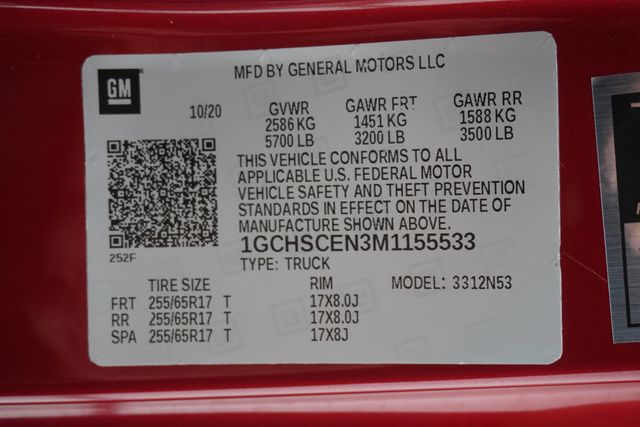 GM
MFD BY GENERAL MOTORS LLC
10/20 GVWR GAWR FRT GAWR RR
2586 KG 1451 KG 1588 KG
5700 LB 3200 LB 3500 LB
THIS VEHICLE CONFORMS TO ALL
APPLICABLE U.S. FEDERAL MOTOR
VEHICLE SAFETY AND THEFT PREVENTION
STANDARDS IN EFFECT ON THE DATE OF
MANUFACTURE SHOWN ABOVE.
252F 1GCHSCEN3M1155533
TYPE: TRUCK
TIRE SIZE RIM MODEL: 3312N53
FRT 255/65R17 T 17X8.0J
RR 255/65R17 T 17X8.0J
SPA 255/65R17 T 17X8J